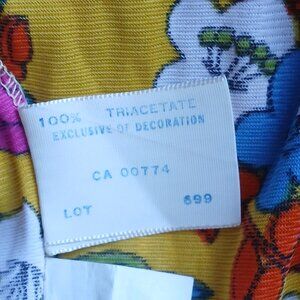 100% TRIACETATE
EXCLUSIVE OF DECORATION
CA 00774
LOT 699